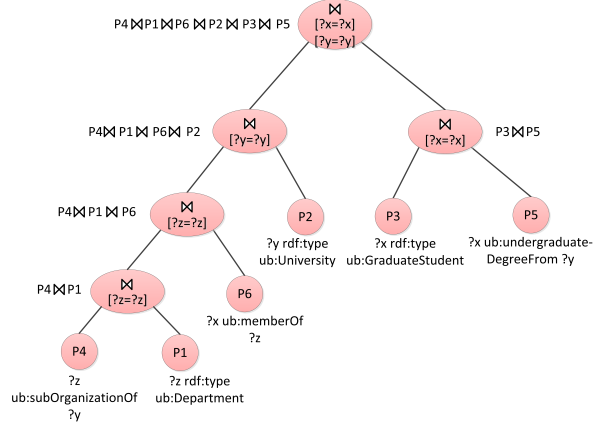 P4⋈P1⋈P6 ⋈P2 ⋈ P3⋈ P5
⋈
[?x=?x]
[?y=?y]
P4⋈ P1⋈ P6⋈ P2
⋈
[?y=?y]
⋈
[?x=?x]
P3⋈P5
P4⋈P1 ⋈ P6
⋈
[?z=?z]
P2
?y rdf:type
ub:University
P3
?x rdf:type
ub:GraduateStudent
P5
?x ub:undergraduate-
DegreeFrom ?y
P4⋈P1
⋈
[?z=?z]
P6
?x ub:memberOf
?z
P4
?z
ub:subOrganizationOf
?y
P1
?z rdf:type
ub:Department